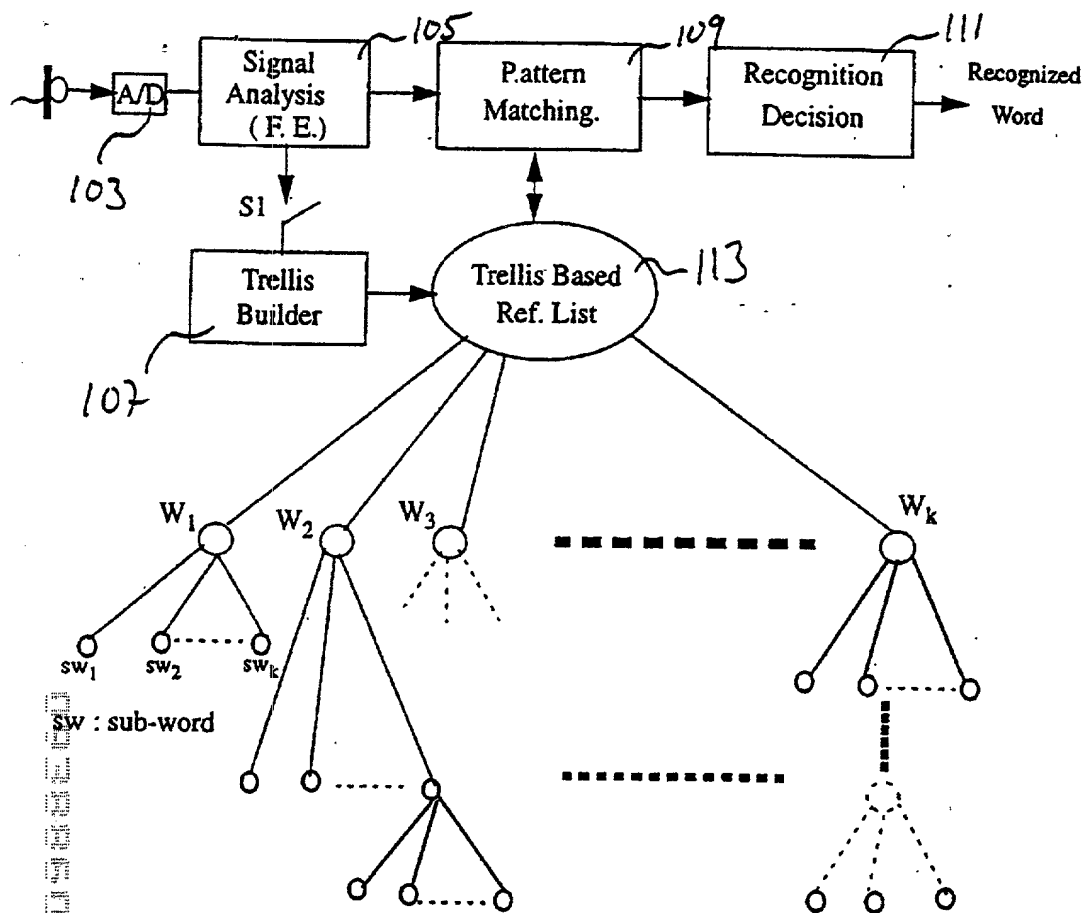 105
109
111
A/D
Signal
Analysis
( F. E.)
Pattern
Matching.
Recognition
Decision
Recognized
Word
103
S1
Trellis
Builder
Trellis Based
Ref. List
113
107
W1
W2
W3
Wk
sw1
sw2
swk
sw : sub-word